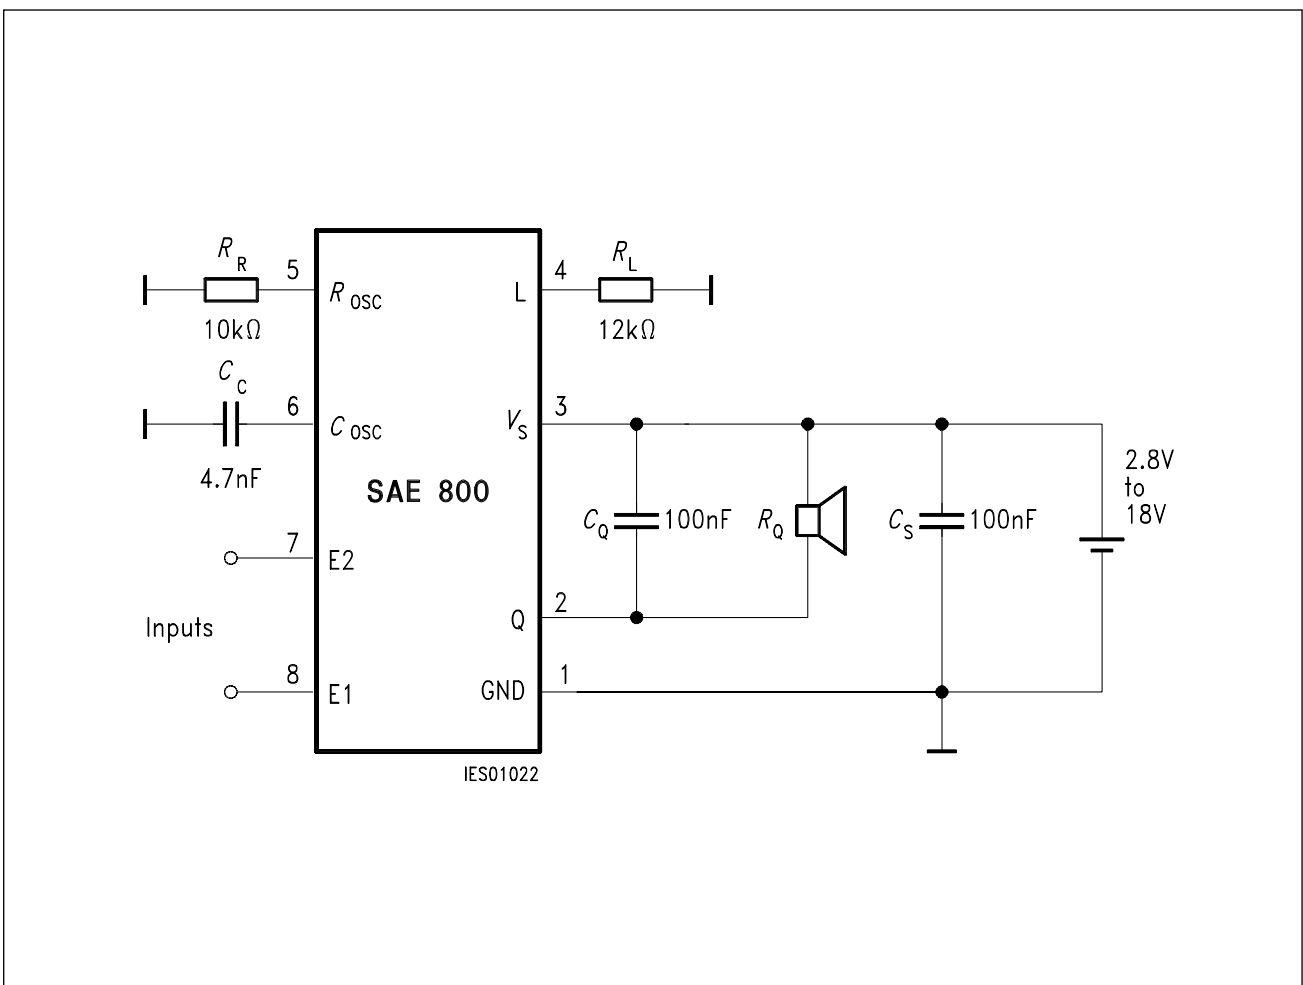 R R
5
R OSC
10kΩ
C C
6
C OSC
4.7nF
SAE 800
7
E2
Inputs
8
E1
4
L
R L
12kΩ
3
V S
C Q
100nF
R Q
C S
100nF
2.8V
to
18V
2
Q
1
GND
IES01022